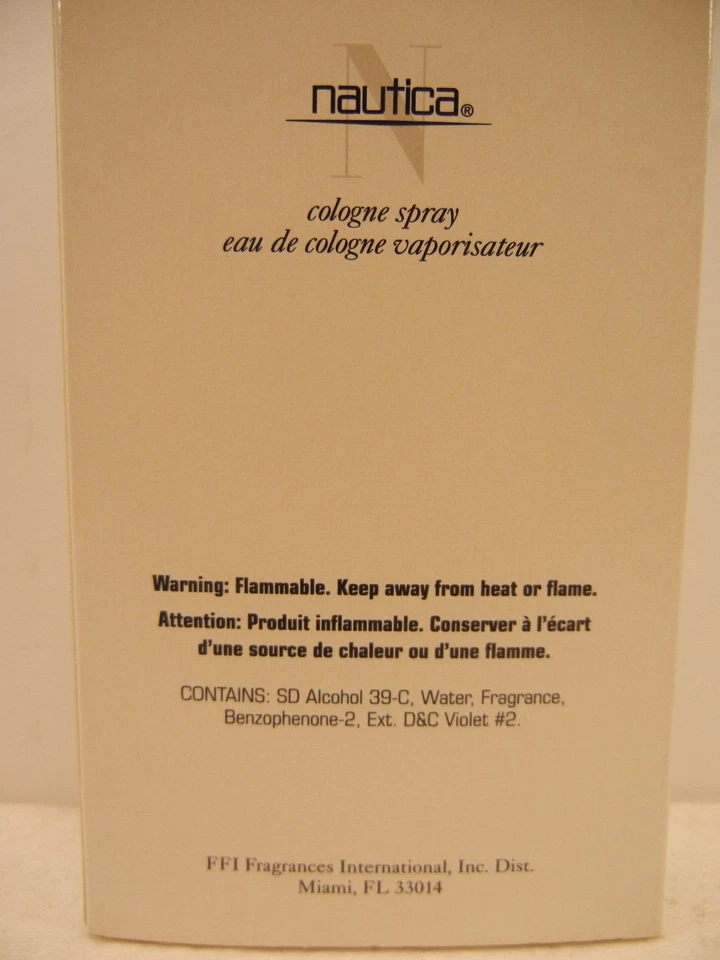 N
nautica®
cologne spray
eau de cologne vaporisateur
Warning: Flammable. Keep away from heat or flame.
Attention: Produit inflammable. Conserver à l'écart
d'une source de chaleur ou d'une flamme.
CONTAINS: SD Alcohol 39-C, Water, Fragrance,
Benzophenone-2, Ext. D&C Violet #2.
FFI Fragrances International, Inc. Dist.
Miami, FL 33014